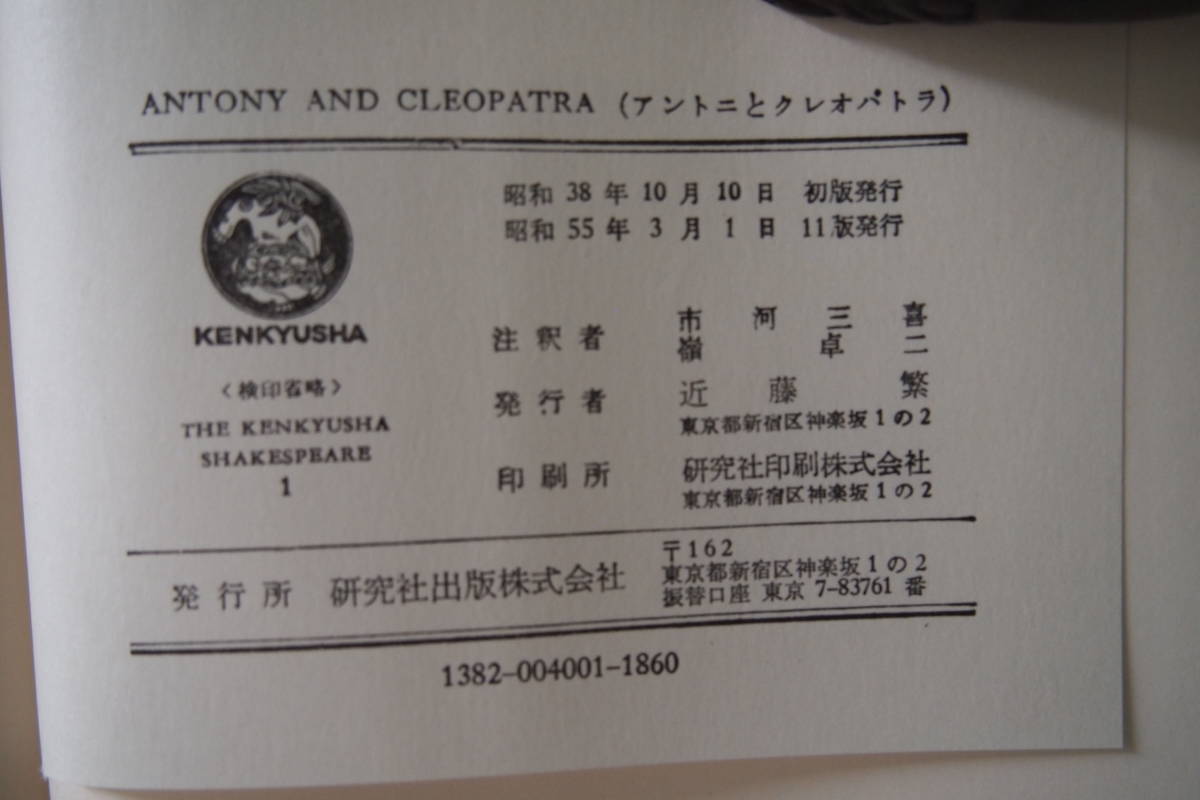 ANTONY AND CLEOPATRA (アントニとクレオパトラ)
昭和 38 年 10 月 10 日 初版発行
昭和 55 年 3 月 1 日 11版発行
KENKYUSHA
〈検印省略〉
THE KENKYUSHA
SHAKESPEARE
1
注釈者 市河三喜
嶺卓二
発行者 近藤繁
東京都新宿区神楽坂1の2
印刷所 研究社印刷株式会社
東京都新宿区神楽坂1の2
発行所 研究社出版株式会社
〒162
東京都新宿区神楽坂1の2
振替口座 東京 7-83761 番
1382-004001-1860